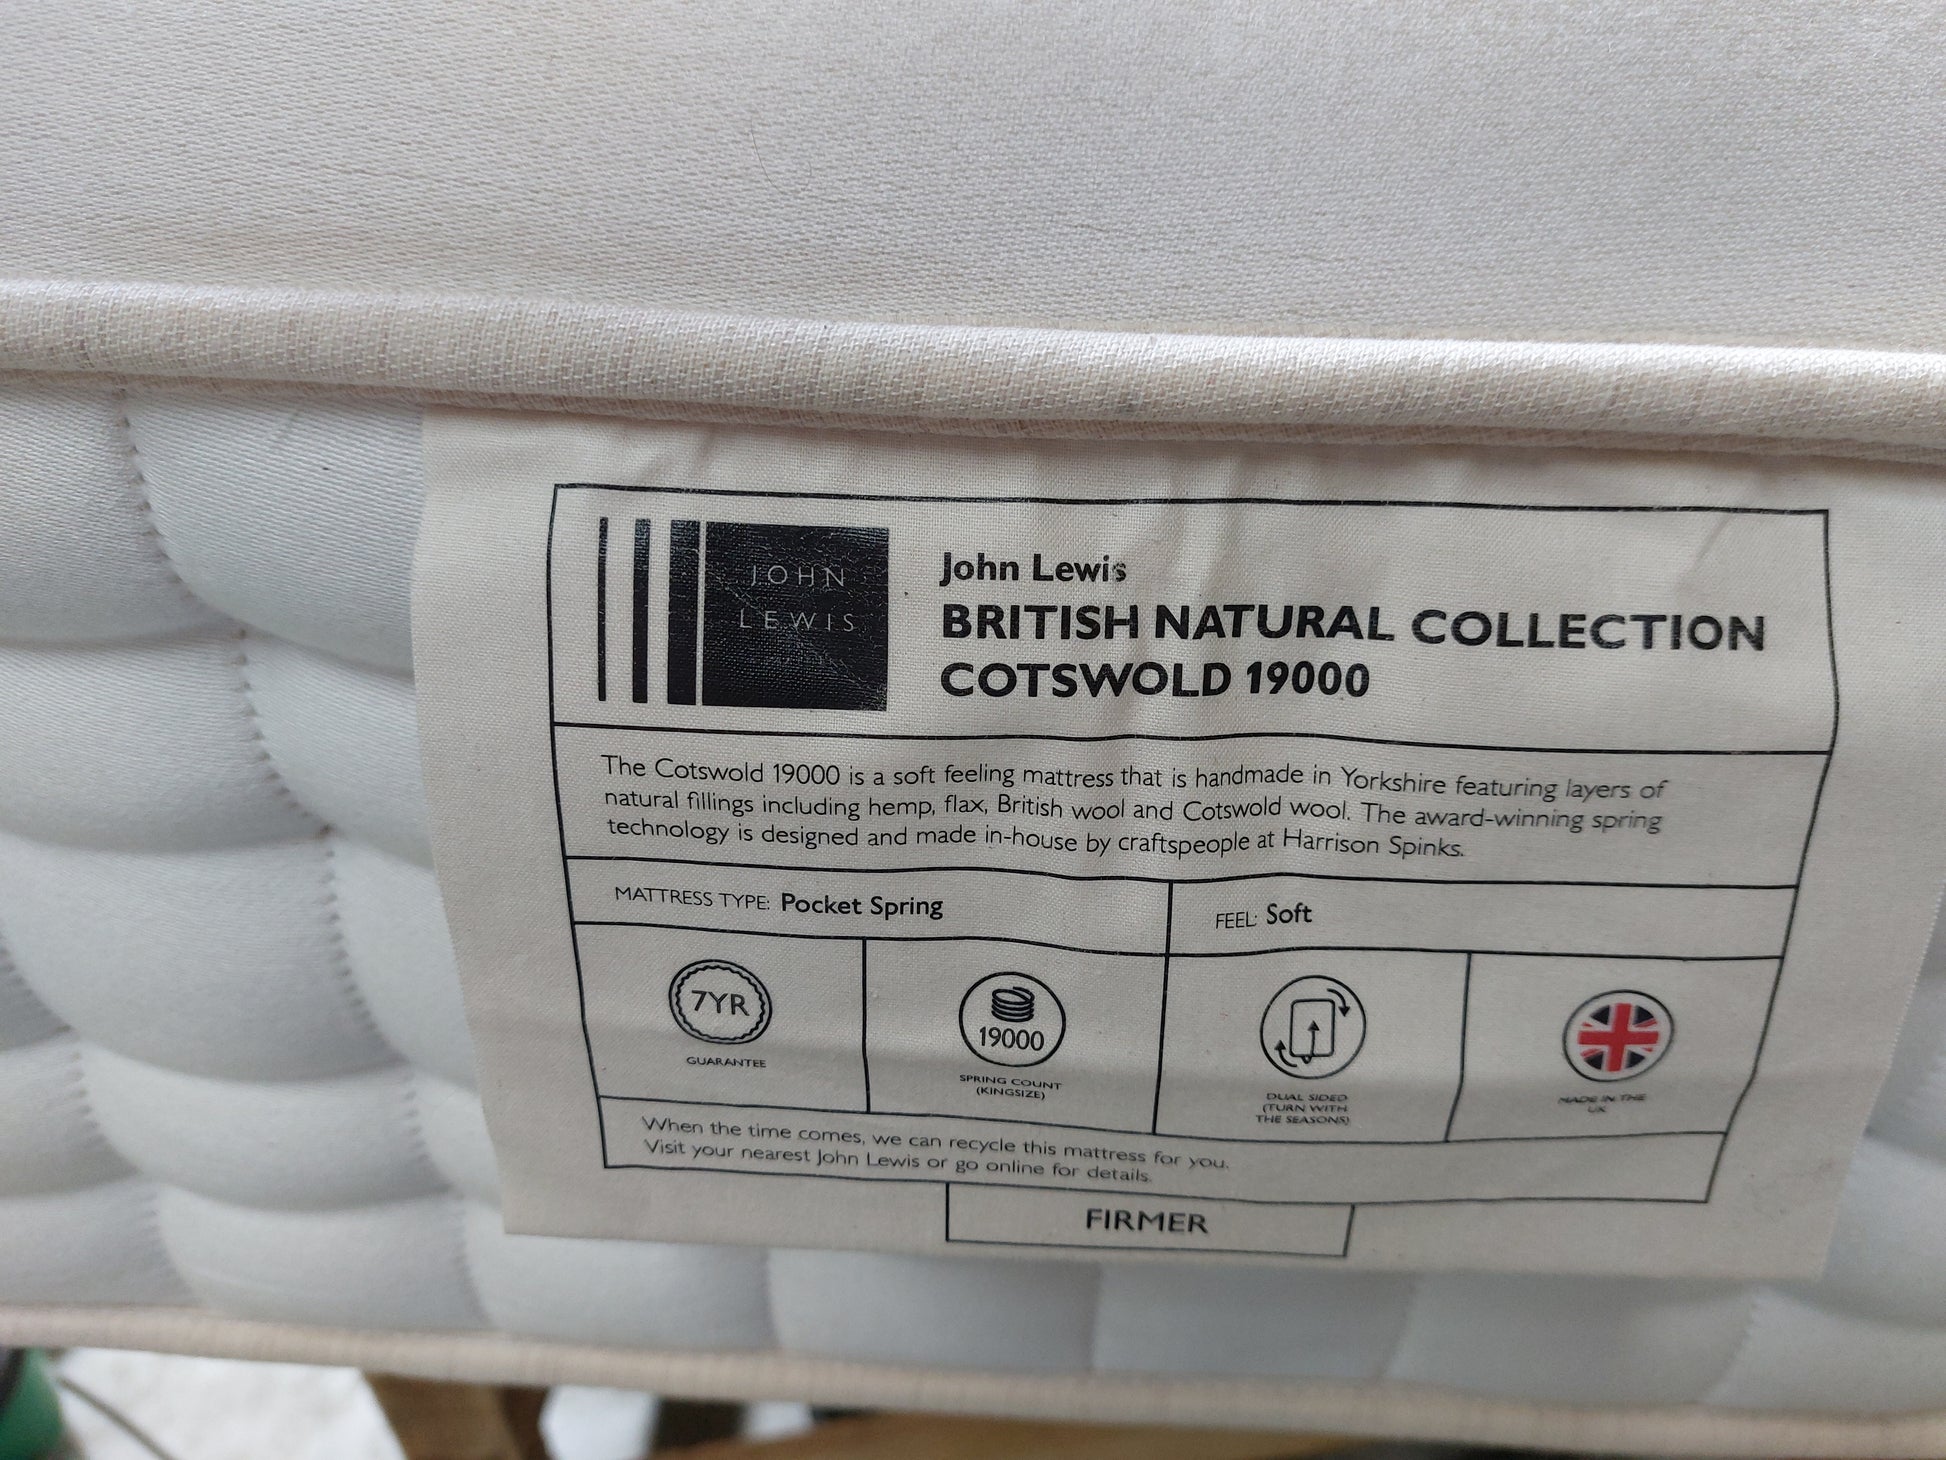 JOHN
LEWIS
John Lewis
BRITISH NATURAL COLLECTION
COTSWOLD 19000
The Cotswold 19000 is a soft feeling mattress that is handmade in Yorkshire featuring layers of
natural fillings including hemp, flax, British wool and Cotswold wool. The award-winning spring
technology is designed and made in-house by craftspeople at Harrison Spinks.
MATTRESS TYPE: Pocket Spring
FEEL: Soft
7YR
GUARANTEE
19000
SPRING COUNT
(KINGSIZE)
DUAL SIDED
(TURN WITH
THE SEASONS)
MADE IN THE
UK
When the time comes, we can recycle this mattress for you.
Visit your nearest John Lewis or go online for details.
FIRMER